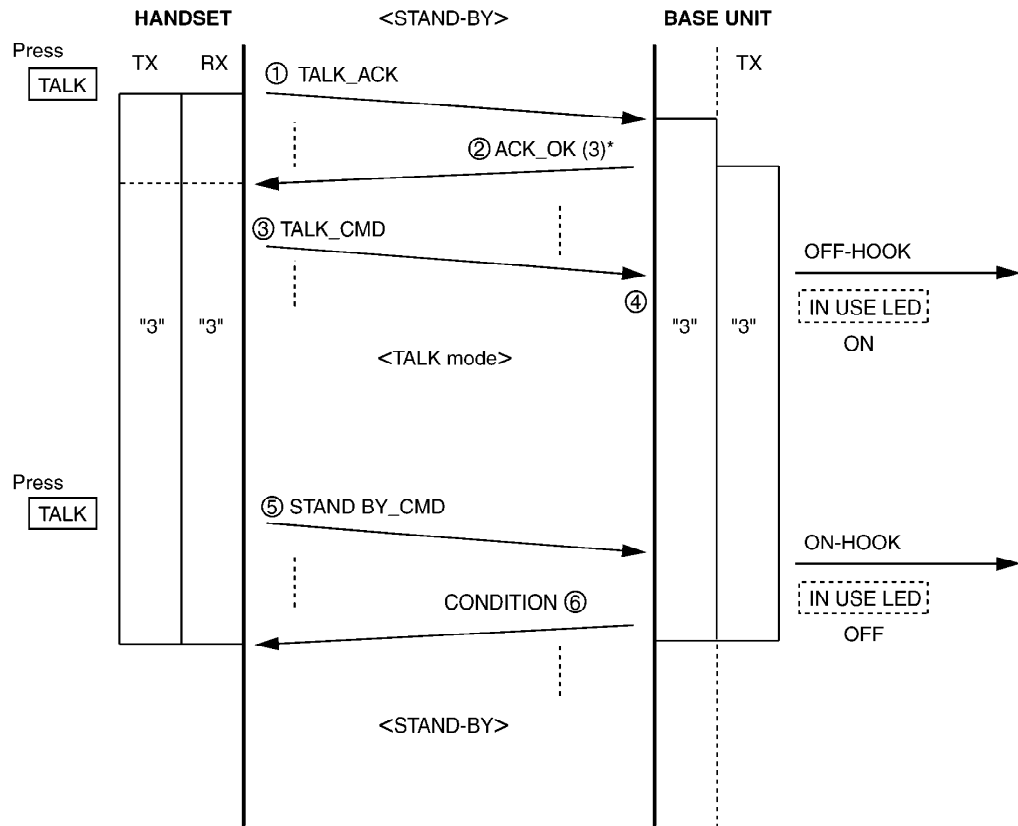 HANDSET
<STAND-BY>
BASE UNIT
Press
TALK
TX
RX
TX
① TALK_ACK
② ACK_OK (3)*
③ TALK_CMD
④
OFF-HOOK
IN USE LED
ON
"3"
"3"
"3"
"3"
<TALK mode>
Press
TALK
⑤ STAND BY_CMD
ON-HOOK
IN USE LED
OFF
CONDITION ⑥
<STAND-BY>